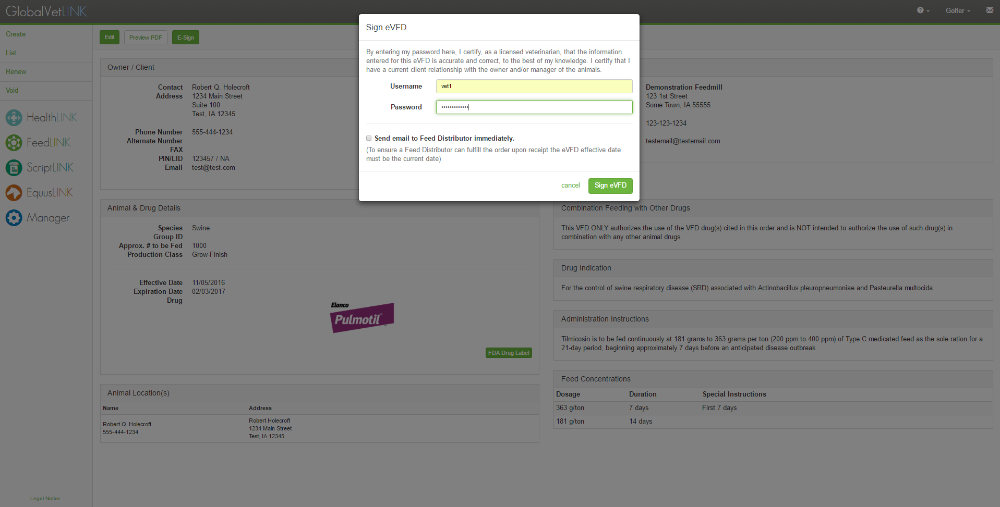 GlobalVetLINK
Golfer
Create
List
Renew
Void
HealthLINK
FeedLINK
ScriptLINK
EquusLINK
Manager
Legal Notice
Edit
Preview PDF
E-Sign
Sign eVFD
By entering my password here, I certify, as a licensed veterinarian, that the information
entered for this eVFD is accurate and correct, to the best of my knowledge. I certify that I
have a current client relationship with the owner and/or manager of the animals.
Username vet1
Password •••••••••••••
Send email to Feed Distributor immediately.
(To ensure a Feed Distributor can fulfill the order upon receipt the eVFD effective date
must be the current date)
cancel
Sign eVFD
Owner / Client
Contact Robert Q. Holecroft
Address 1234 Main Street
Suite 100
Test, IA 12345
Phone Number 555-444-1234
Alternate Number
FAX
PIN/LID 123457 / NA
Email test@test.com
Demonstration Feedmill
123 1st Street
Some Town, IA 55555
123-123-1234
testemail@testemail.com
Animal & Drug Details
Species Swine
Group ID
Approx. # to be Fed 1000
Production Class Grow-Finish
Effective Date 11/05/2016
Expiration Date 02/03/2017
Drug
Elanco
Pulmotil®
FDA Drug Label
Animal Location(s)
Name Address
Robert Q. Holecroft
555-444-1234
Robert Holecroft
1234 Main Street
Test, IA 12345
Combination Feeding with Other Drugs
This VFD ONLY authorizes the use of the VFD drug(s) cited in this order and is NOT intended to authorize the use of such drug(s) in
combination with any other animal drugs.
Drug Indication
For the control of swine respiratory disease (SRD) associated with Actinobacillus pleuropneumoniae and Pasteurella multocida.
Administration Instructions
Tilmicosin is to be fed continuously at 181 grams to 363 grams per ton (200 ppm to 400 ppm) of Type C medicated feed as the sole ration for a
21-day period, beginning approximately 7 days before an anticipated disease outbreak.
Feed Concentrations
Dosage Duration Special Instructions
363 g/ton 7 days First 7 days
181 g/ton 14 days